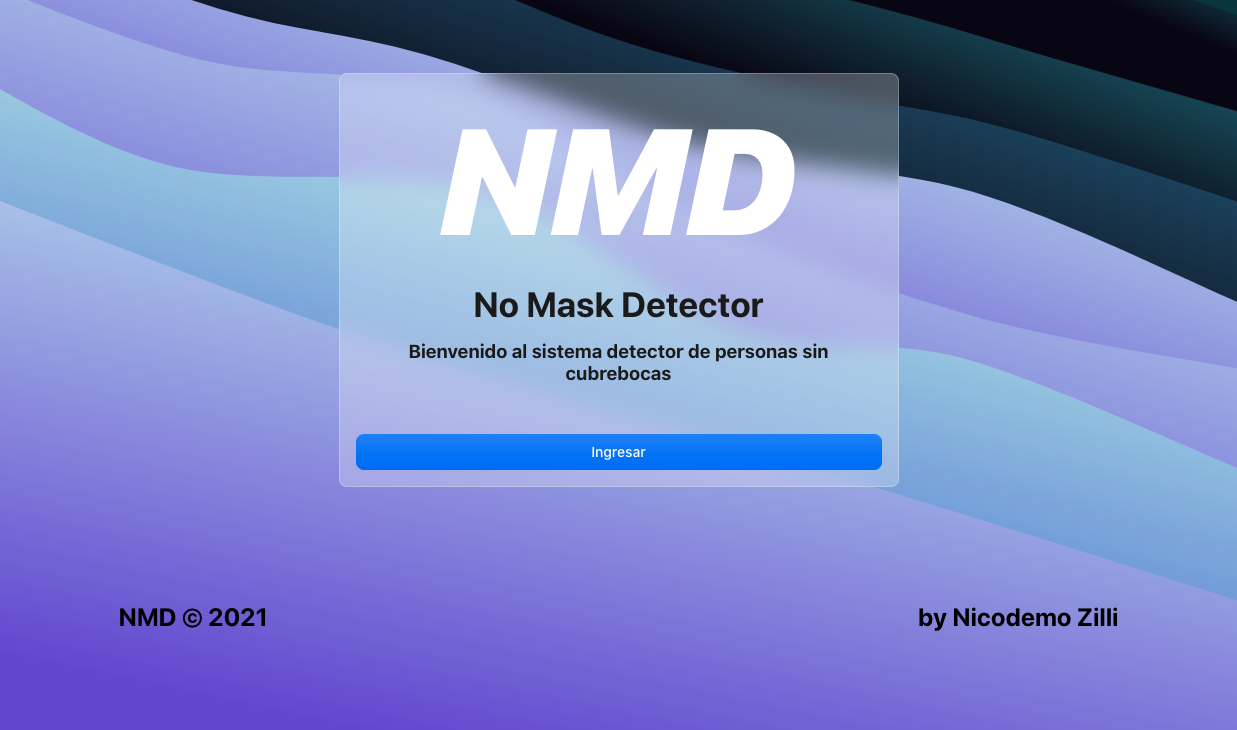 NMD
No Mask Detector
Bienvenido al sistema detector de personas sin
cubrebocas
Ingresar
NMD © 2021
by Nicodemo Zilli